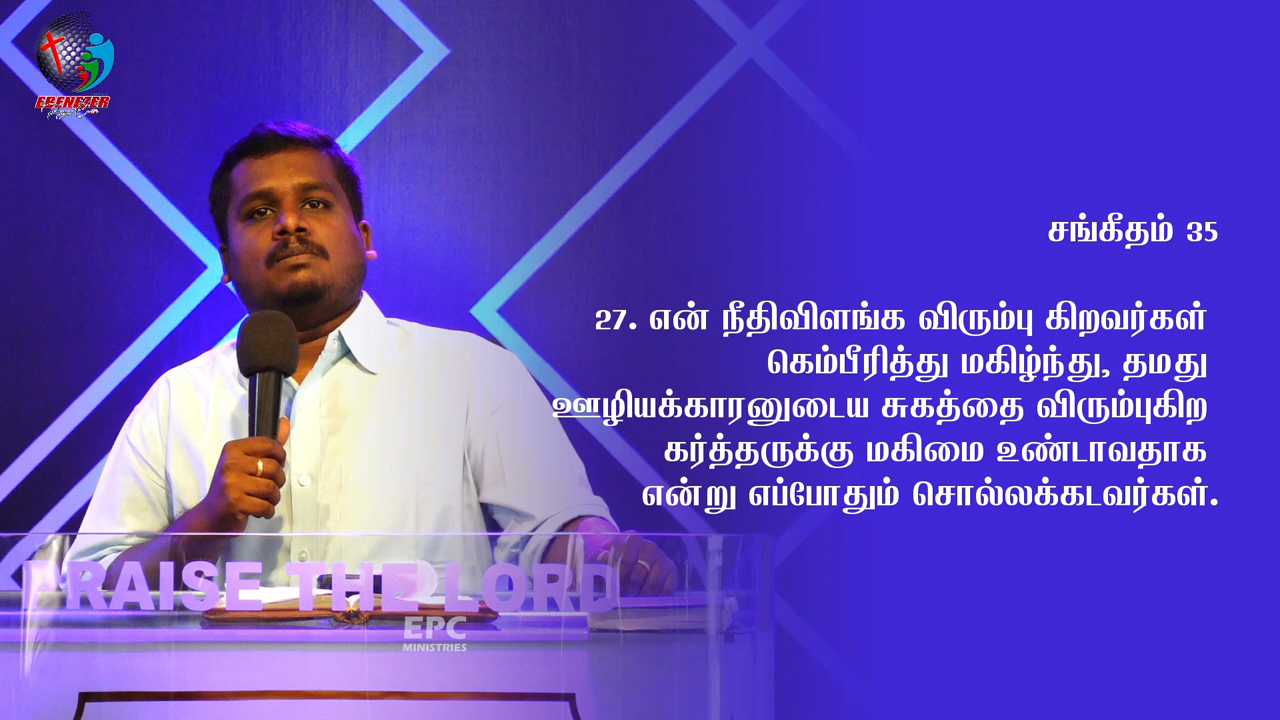 EBENEZER
சங்கீதம் 35
27. என் நீதிவிளங்க விரும்பு கிறவர்கள்
கெம்பீரித்து மகிழ்ந்து, தமது
ஊழியக்காரனுடைய சுகத்தை விரும்புகிற
கர்த்தருக்கு மகிமை உண்டாவதாக
என்று எப்போதும் சொல்லக்கடவர்கள்.
PRAISE THE LORD
EPC
MINISTRIES